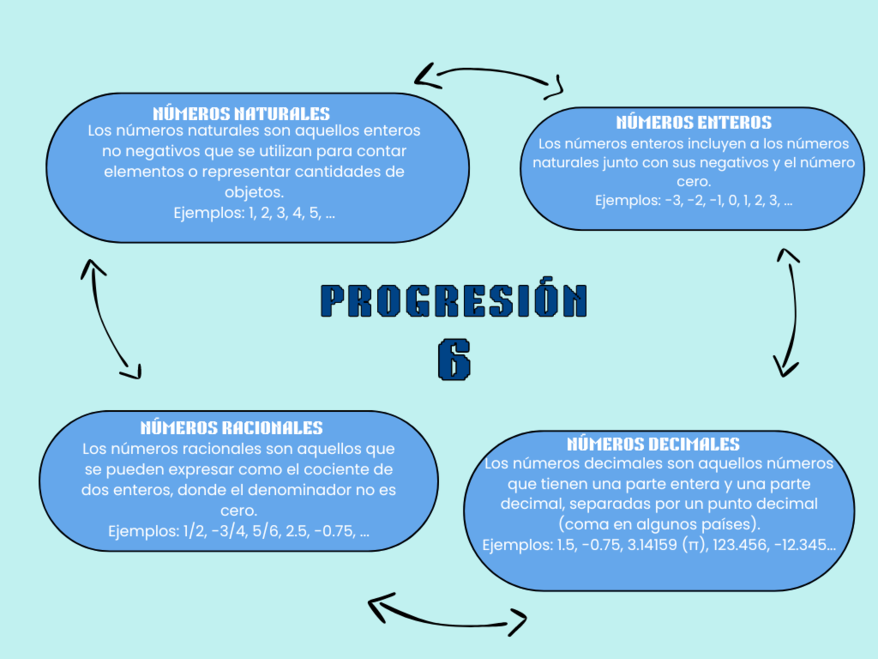 NÚMEROS NATURALES
Los números naturales son aquellos enteros
no negativos que se utilizan para contar
elementos o representar cantidades de
objetos.
Ejemplos: 1, 2, 3, 4, 5, ...
NÚMEROS ENTEROS
Los números enteros incluyen a los números
naturales junto con sus negativos y el número
cero.
Ejemplos: -3, -2, -1, 0, 1, 2, 3, ...
PROGRESIÓN
6
NÚMEROS RACIONALES
Los números racionales son aquellos que
se pueden expresar como el cociente de
dos enteros, donde el denominador no es
cero.
Ejemplos: 1/2, -3/4, 5/6, 2.5, -0.75, ...
NÚMEROS DECIMALES
Los números decimales son aquellos números
que tienen una parte entera y una parte
decimal, separadas por un punto decimal
(coma en algunos países).
Ejemplos: 1.5, -0.75, 3.14159 (π), 123.456, -12.345...